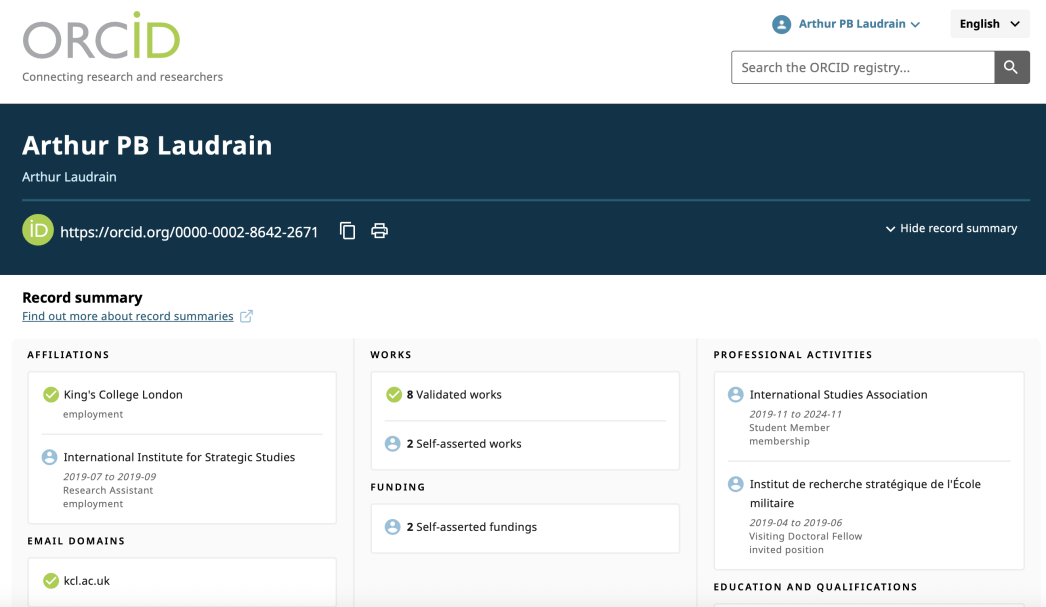 ORCID
Connecting research and researchers
Arthur PB Laudrain
English
Search the ORCID registry...
Arthur PB Laudrain
Arthur Laudrain
iD
https://orcid.org/0000-0002-8642-2671
Hide record summary
Record summary
Find out more about record summaries
AFFILIATIONS
King's College London
employment
International Institute for Strategic Studies
2019-07 to 2019-09
Research Assistant
employment
EMAIL DOMAINS
kcl.ac.uk
WORKS
8 Validated works
2 Self-asserted works
FUNDING
2 Self-asserted fundings
PROFESSIONAL ACTIVITIES
International Studies Association
2019-11 to 2024-11
Student Member
membership
Institut de recherche stratégique de l'École
militaire
2019-04 to 2019-06
Visiting Doctoral Fellow
invited position
EDUCATION AND QUALIFICATIONS